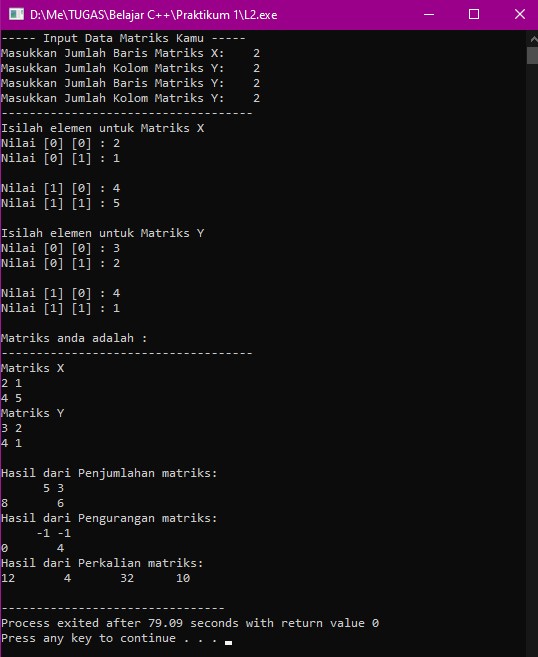 D:\Me\TUGAS\Belajar C++\Praktikum 1\L2.exe
----- Input Data Matriks Kamu -----
Masukkan Jumlah Baris Matriks X:    2
Masukkan Jumlah Kolom Matriks Y:    2
Masukkan Jumlah Baris Matriks Y:    2
Masukkan Jumlah Kolom Matriks Y:    2
------------------------------------
Isilah elemen untuk Matriks X
Nilai [0] [0] : 2
Nilai [0] [1] : 1
Nilai [1] [0] : 4
Nilai [1] [1] : 5
Isilah elemen untuk Matriks Y
Nilai [0] [0] : 3
Nilai [0] [1] : 2
Nilai [1] [0] : 4
Nilai [1] [1] : 1
Matriks anda adalah :
------------------------------------
Matriks X
2 1
4 5
Matriks Y
3 2
4 1
Hasil dari Penjumlahan matriks:
      5 3
8       6
Hasil dari Pengurangan matriks:
     -1 -1
0       4
Hasil dari Perkalian matriks:
12       4       32      10
--------------------------------
Process exited after 79.09 seconds with return value 0
Press any key to continue . . .